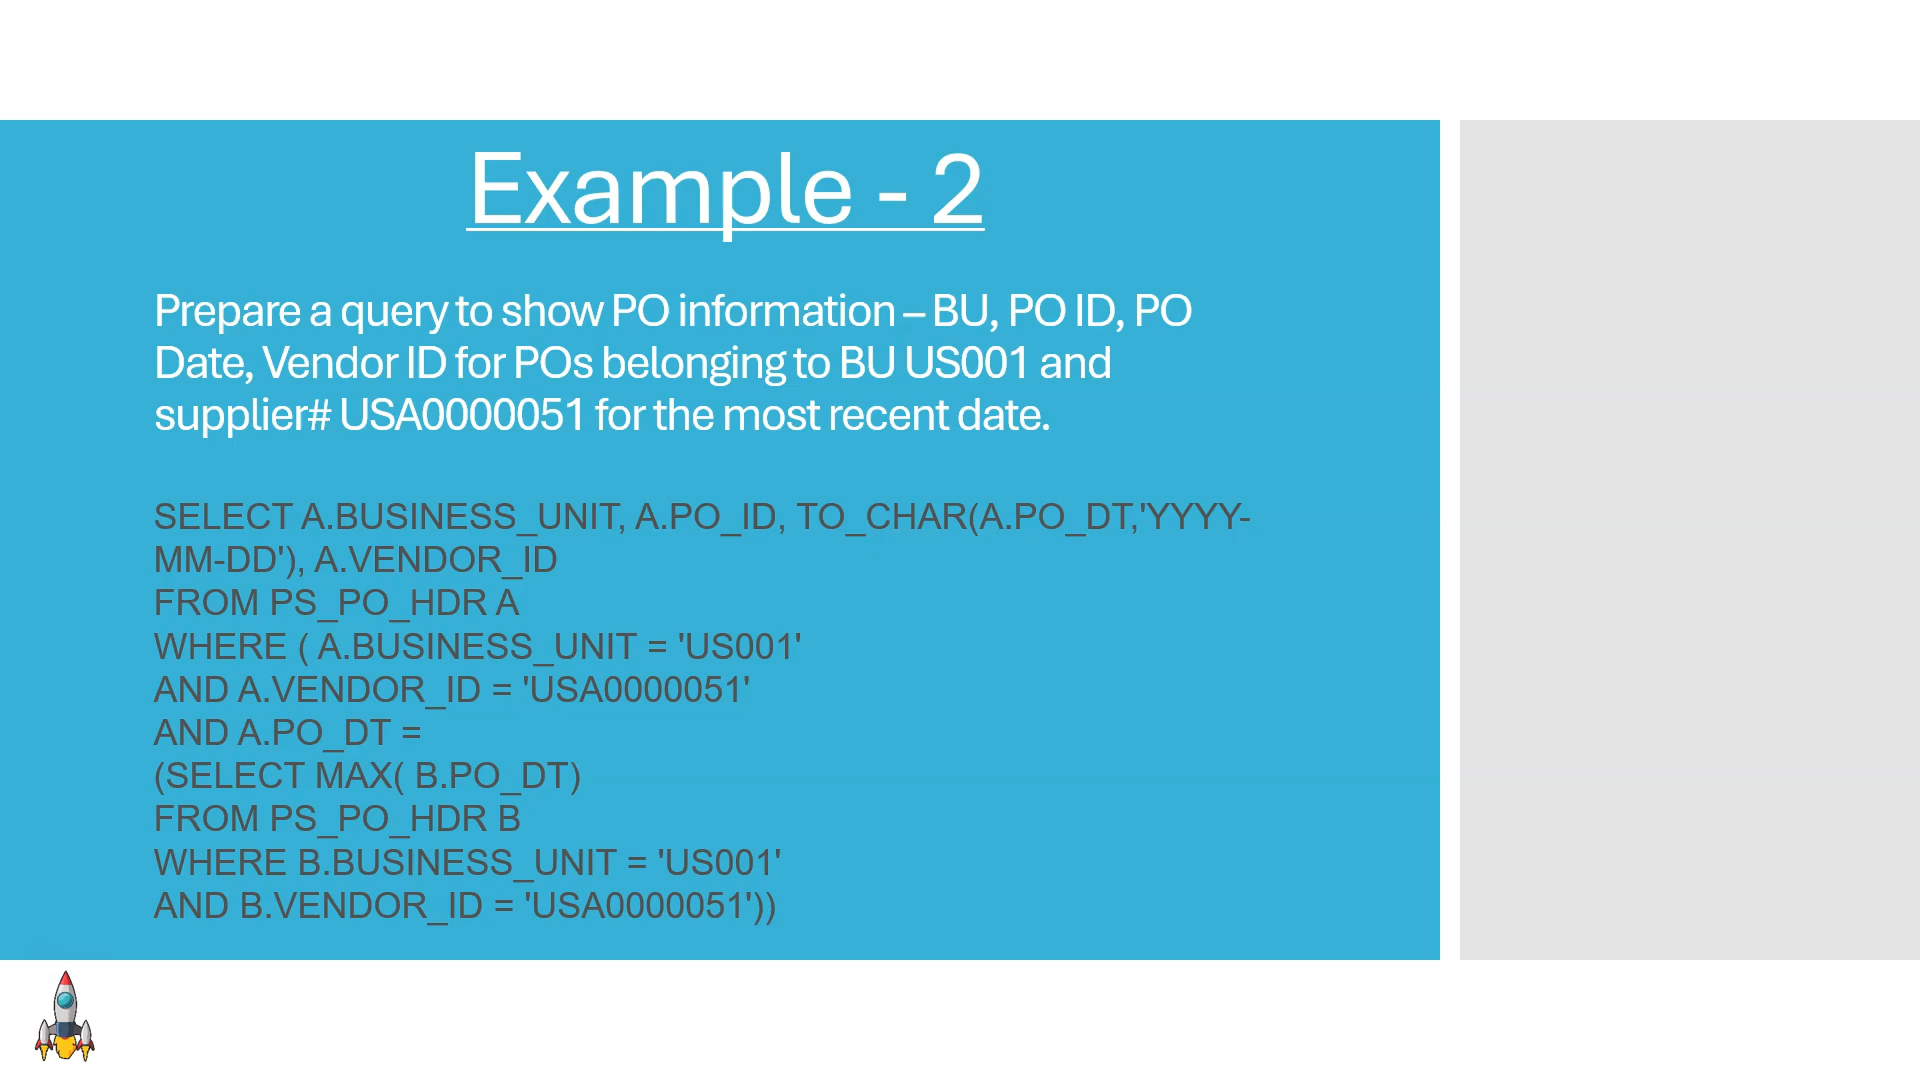 Example - 2
Prepare a query to show PO information – BU, PO ID, PO
Date, Vendor ID for POs belonging to BU US001 and
supplier# USA0000051 for the most recent date.
SELECT A.BUSINESS_UNIT, A.PO_ID, TO_CHAR(A.PO_DT,'YYYY-
MM-DD'), A.VENDOR_ID
FROM PS_PO_HDR A
WHERE ( A.BUSINESS_UNIT = 'US001'
AND A.VENDOR_ID = 'USA0000051'
AND A.PO_DT =
(SELECT MAX( B.PO_DT)
FROM PS_PO_HDR B
WHERE B.BUSINESS_UNIT = 'US001'
AND B.VENDOR_ID = 'USA0000051'))